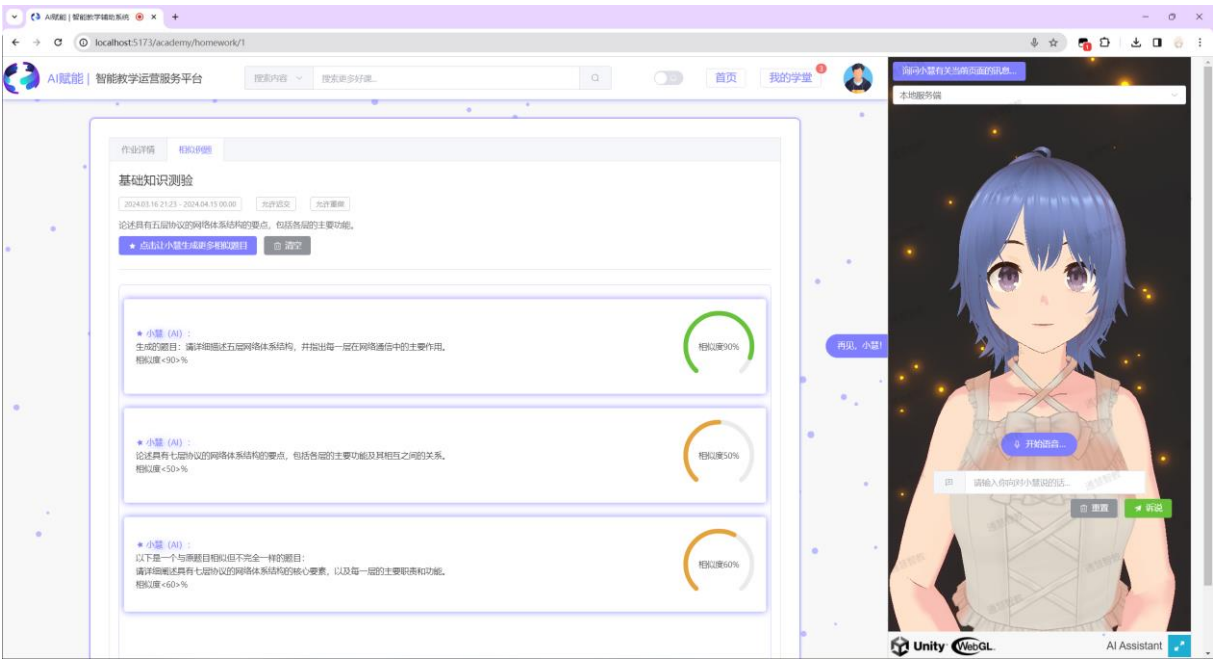 AI赋能 | 智能教学辅助系统
localhost:5173/academy/homework/1
AI赋能 | 智能教学运营服务平台
搜索内容
搜索更多好课...
首页
我的学堂
3
作业详情
相似例题
基础知识测验
2024.03.16 21:23 - 2024.04.15 00:00
允许迟交
允许重做
论述具有五层协议的网络体系结构的要点，包括各层的主要功能。
★ 点击让小慧生成更多相似题目
清空
★ 小慧 (AI) ：
生成的题目：请详细描述五层网络体系结构，并指出每一层在网络通信中的主要作用。
相似度<90>%
相似度90%
★ 小慧 (AI) ：
论述具有七层协议的网络体系结构的要点，包括各层的主要功能及其相互之间的关系。
相似度<50>%
相似度50%
★ 小慧 (AI) ：
以下是一个与原题目相似但不完全一样的题目：
请详细阐述具有七层协议的网络体系结构的核心要素，以及每一层的主要职责和功能。
相似度<60>%
相似度60%
再见，小慧!
询问小慧有关当前页面的讯息...
本地服务端
开始语音...
请输入你向对小慧说的话...
重置
诉说
Unity WebGL
AI Assistant